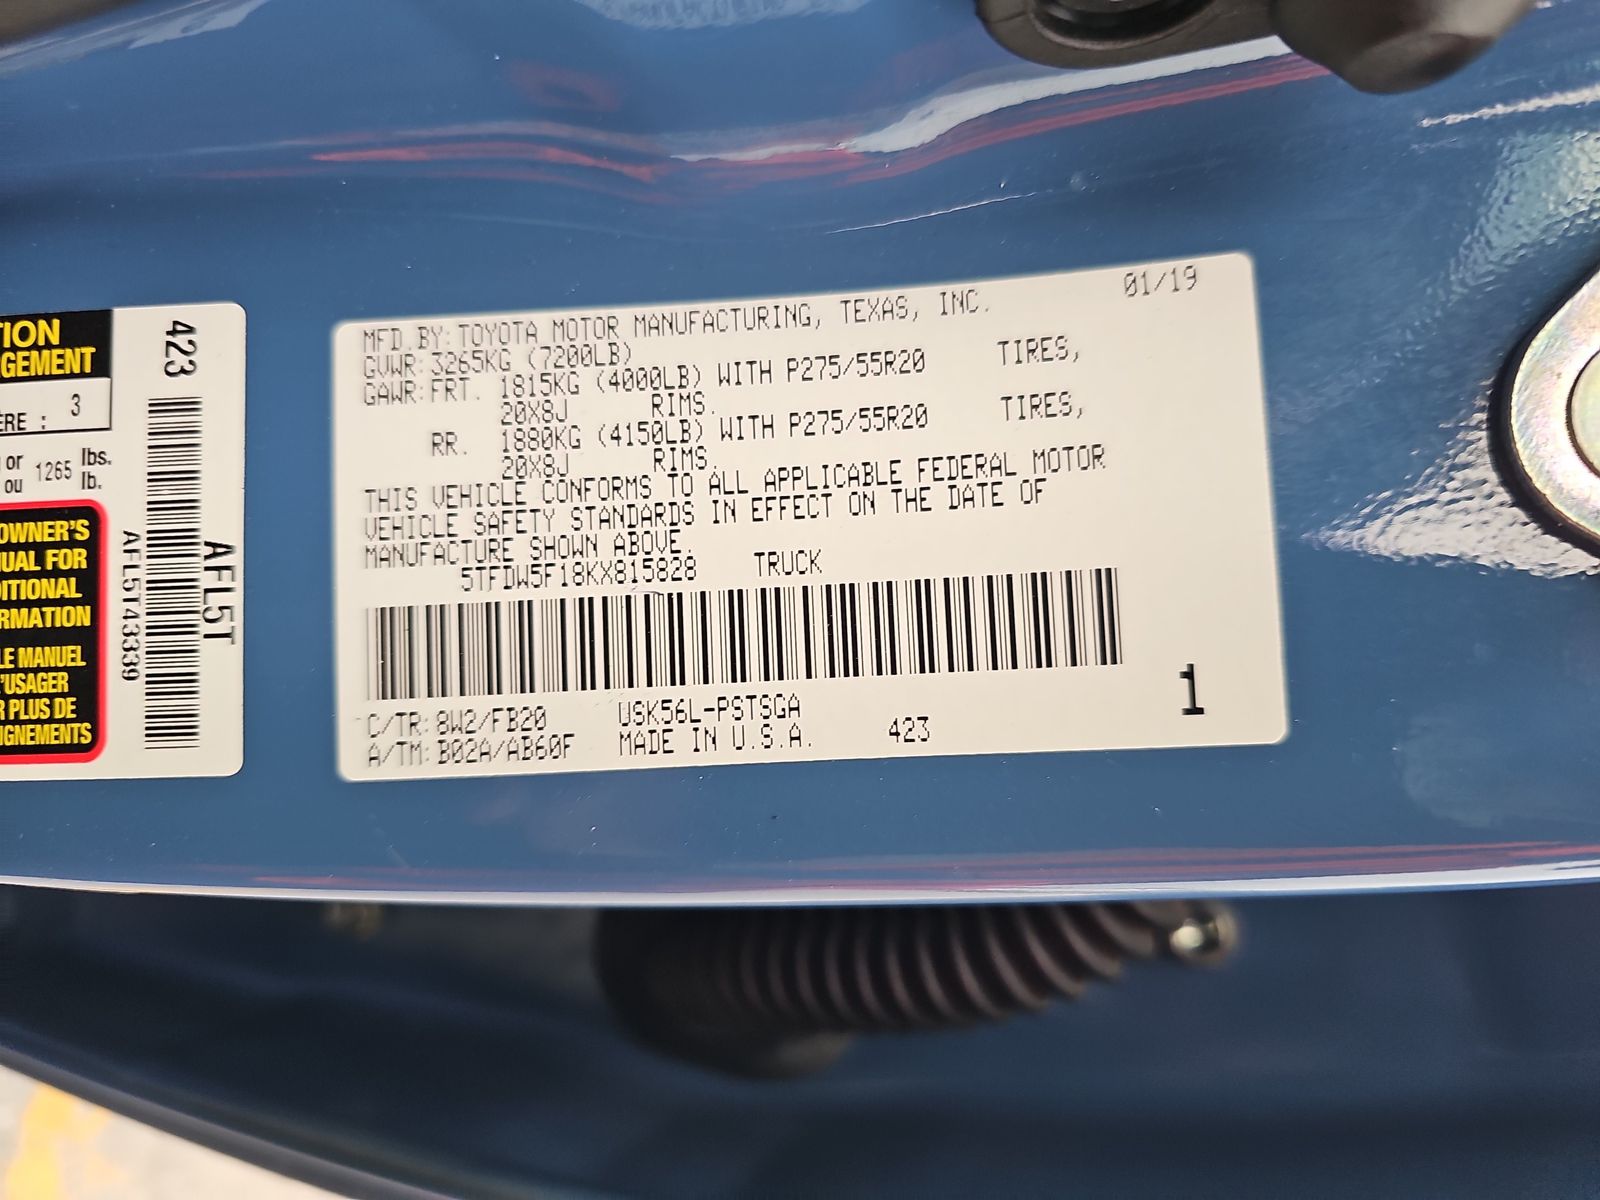 TION
GEMENT
ÈRE : 3
or 1265 lbs.
ou lb.
OWNER'S
UAL FOR
DITIONAL
RMATION
LE MANUEL
L'USAGER
R PLUS DE
IGNEMENTS
423
AFL5T
AFL5T43339
01/19
MFD.BY:TOYOTA MOTOR MANUFACTURING, TEXAS, INC.
GVWR:3265KG (7200LB)
GAWR:FRT. 1815KG (4000LB) WITH P275/55R20 TIRES,
20X8J RIMS.
RR. 1880KG (4150LB) WITH P275/55R20 TIRES,
20X8J RIMS.
THIS VEHICLE CONFORMS TO ALL APPLICABLE FEDERAL MOTOR
VEHICLE SAFETY STANDARDS IN EFFECT ON THE DATE OF
MANUFACTURE SHOWN ABOVE.
5TFDW5F18KX815828 TRUCK
C/TR:8W2/FB20 USK56L-PSTSGA
A/TM:B02A/AB60F MADE IN U.S.A. 423
1